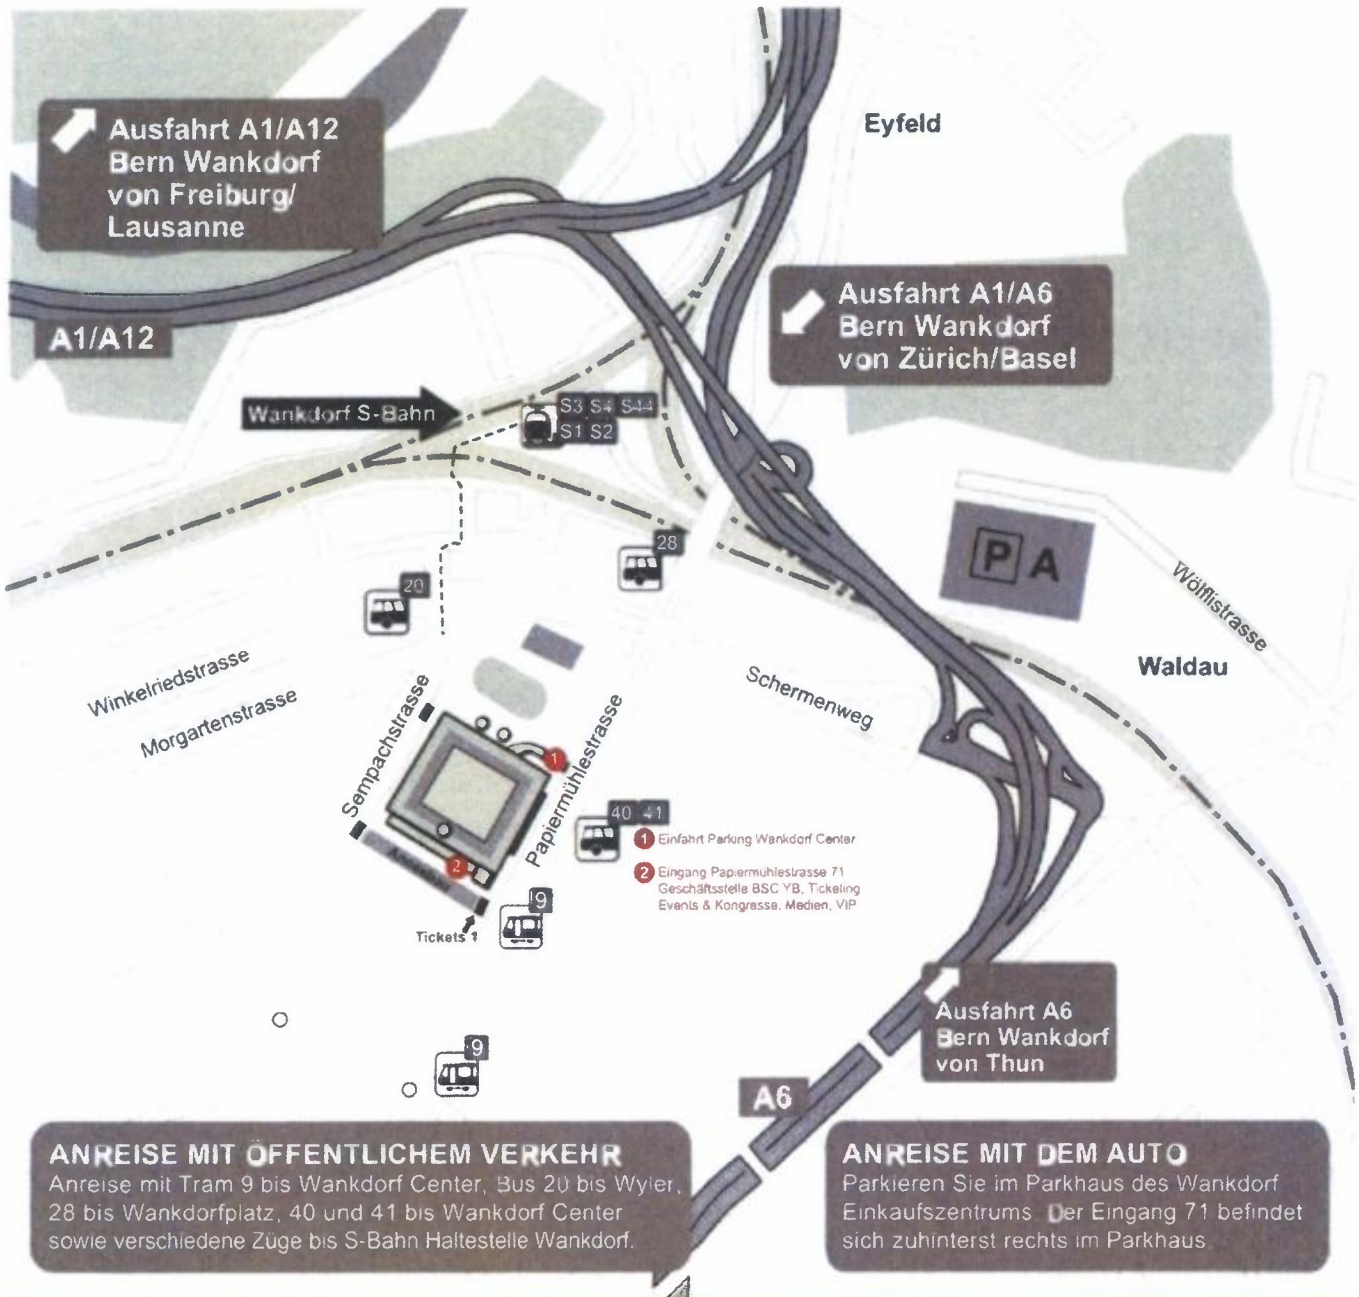 Eyfeld
Ausfahrt A1/A12
Bern Wankdorf
von Freiburg/
Lausanne
Ausfahrt A1/A6
Bern Wankdorf
von Zürich/Basel
A1/A12
Wankdorf S-Bahn
S3 S4 S44
S1 S2
P A
28
20
Wölflistrasse
Waldau
Winkelriedstrasse
Morgartenstrasse
Sempachstrasse
Papiermühlestrasse
Schermenweg
1
40 41
1 Einfahrt Parking Wankdorf Center
2
2 Eingang Papiermühlestrasse 71
Geschäftsstelle BSC YB, Ticketing
Events & Kongresse, Medien, VIP
9
Tickets 1
Ausfahrt A6
Bern Wankdorf
von Thun
9
A6
ANREISE MIT ÖFFENTLICHEM VERKEHR
Anreise mit Tram 9 bis Wankdorf Center, Bus 20 bis Wyler,
28 bis Wankdorfplatz, 40 und 41 bis Wankdorf Center
sowie verschiedene Züge bis S-Bahn Haltestelle Wankdorf.
ANREISE MIT DEM AUTO
Parkieren Sie im Parkhaus des Wankdorf
Einkaufszentrums. Der Eingang 71 befindet
sich zuhinterst rechts im Parkhaus.